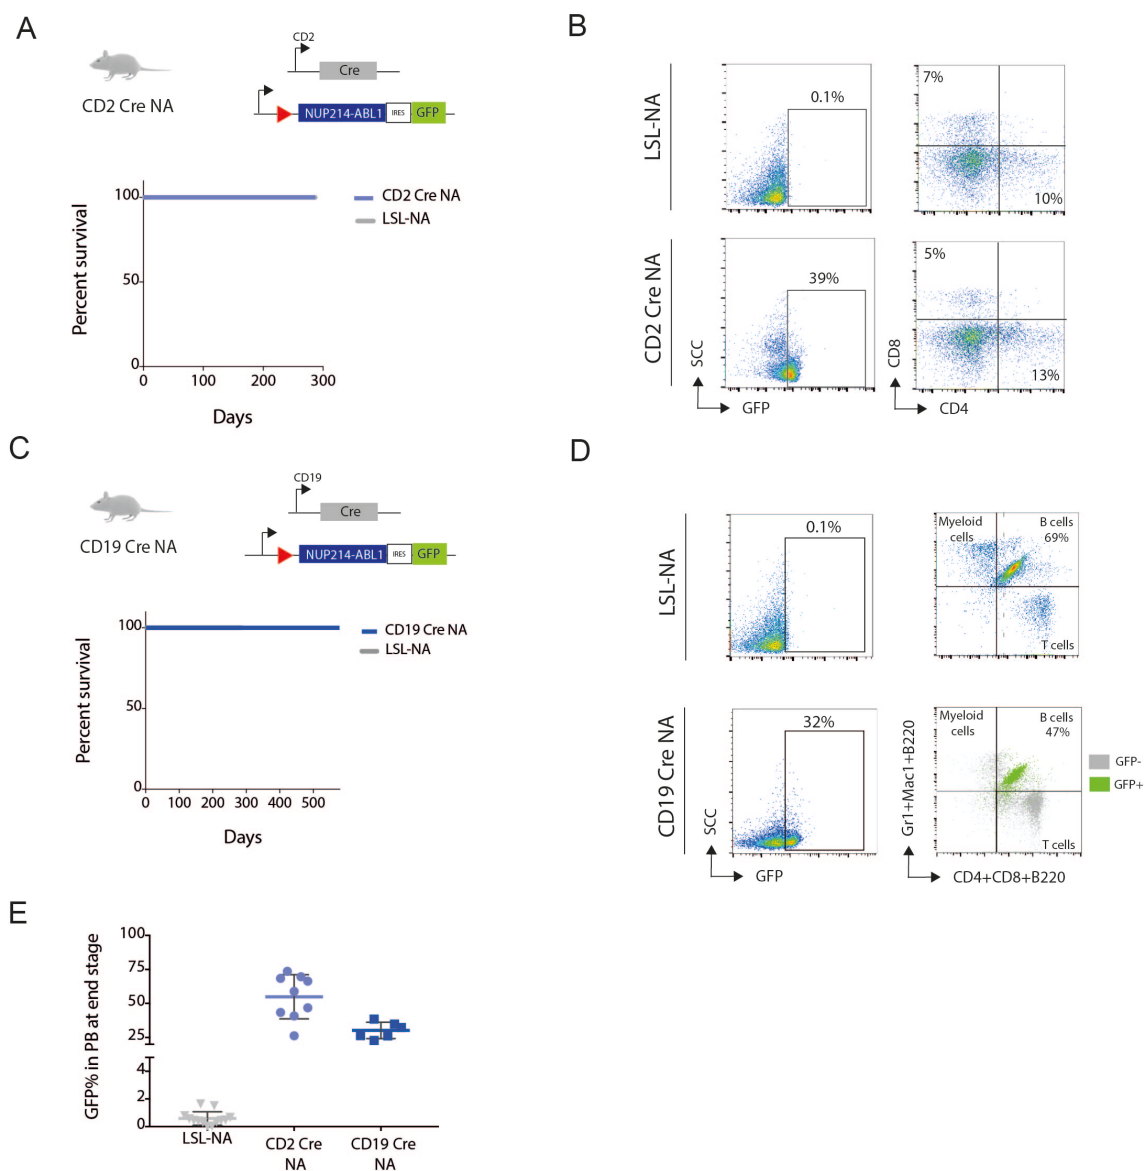 A
CD2
Cre
CD2 Cre NA
NUP214-ABL1 IRES GFP
100
50
0
0 100 200 300
Percent survival
Days
CD2 Cre NA
LSL-NA
B
LSL-NA
0.1%
7%
10%
CD2 Cre NA
39%
5%
13%
SCC
GFP
CD8
CD4
C
CD19
Cre
CD19 Cre NA
NUP214-ABL1 IRES GFP
100
50
0
0 100 200 300 400 500
Percent survival
Days
CD19 Cre NA
LSL-NA
D
LSL-NA
0.1%
Myeloid
cells
B cells
69%
T cells
CD19 Cre NA
32%
Myeloid
cells
B cells
47%
T cells
GFP-
GFP+
SCC
GFP
Gr1+Mac1+B220
CD4+CD8+B220
E
GFP% in PB at end stage
100
75
50
25
4
2
0
LSL-NA
CD2 Cre
NA
CD19 Cre
NA